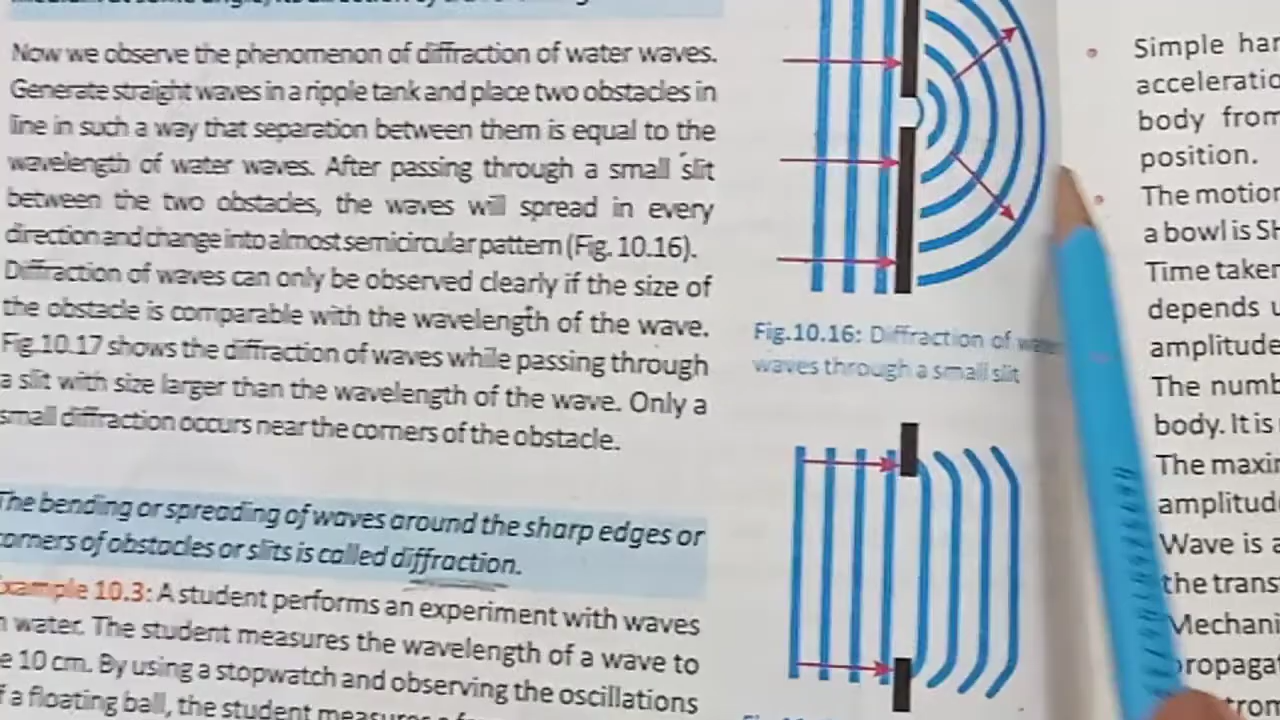 Now we observe the phenomenon of diffraction of water waves.
Generate straight waves in a ripple tank and place two obstacles in
line in such a way that separation between them is equal to the
wavelength of water waves. After passing through a small slit
between the two obstacles, the waves will spread in every
direction and change into almost semicircular pattern (Fig. 10.16).
Diffraction of waves can only be observed clearly if the size of
the obstacle is comparable with the wavelength of the wave.
Fig.10.17 shows the diffraction of waves while passing through
a slit with size larger than the wavelength of the wave. Only a
small diffraction occurs near the corners of the obstacle.
The bending or spreading of waves around the sharp edges or
corners of obstacles or slits is called diffraction.
Example 10.3: A student performs an experiment with waves
n water. The student measures the wavelength of a wave to
e 10 cm. By using a stopwatch and observing the oscillations
f a floating ball, the student
Fig.10.16: Diffraction of water
waves through a small slit
Simple har
acceleratio
body from
position.
The motion
a bowl is SH
Time taken
depends u
amplitude
The numb
body. It is
The maxin
amplitud
Wave is a
the trans
Mechani
propagat
tron